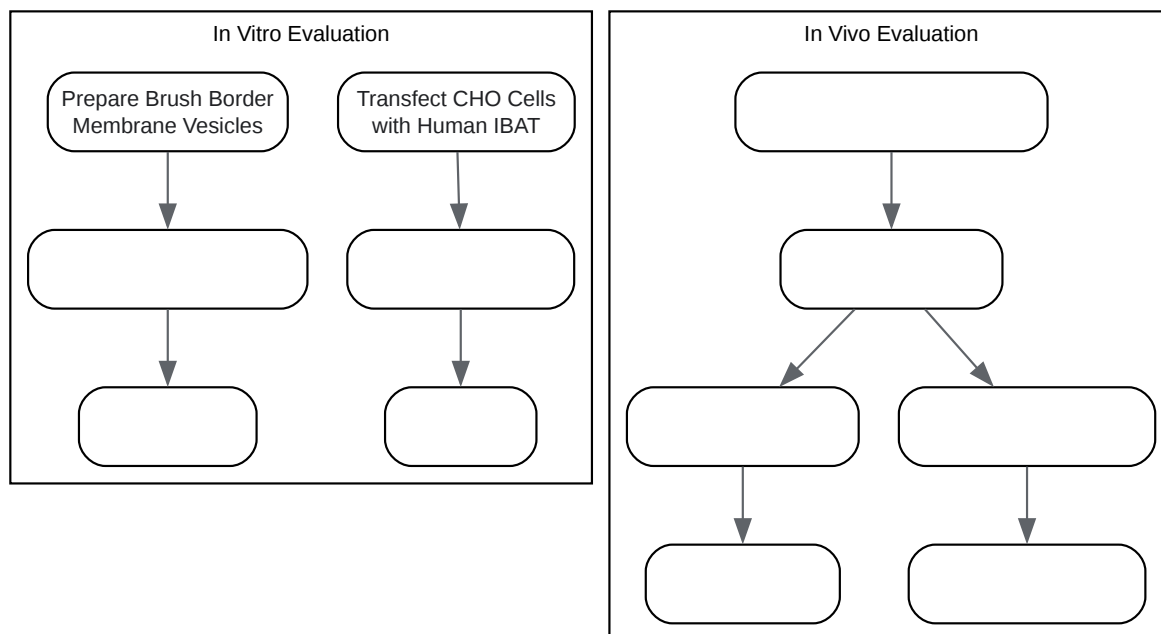 In Vitro Evaluation
Prepare Brush Border
Membrane Vesicles
Transfect CHO Cells
with Human IBAT
In Vivo Evaluation